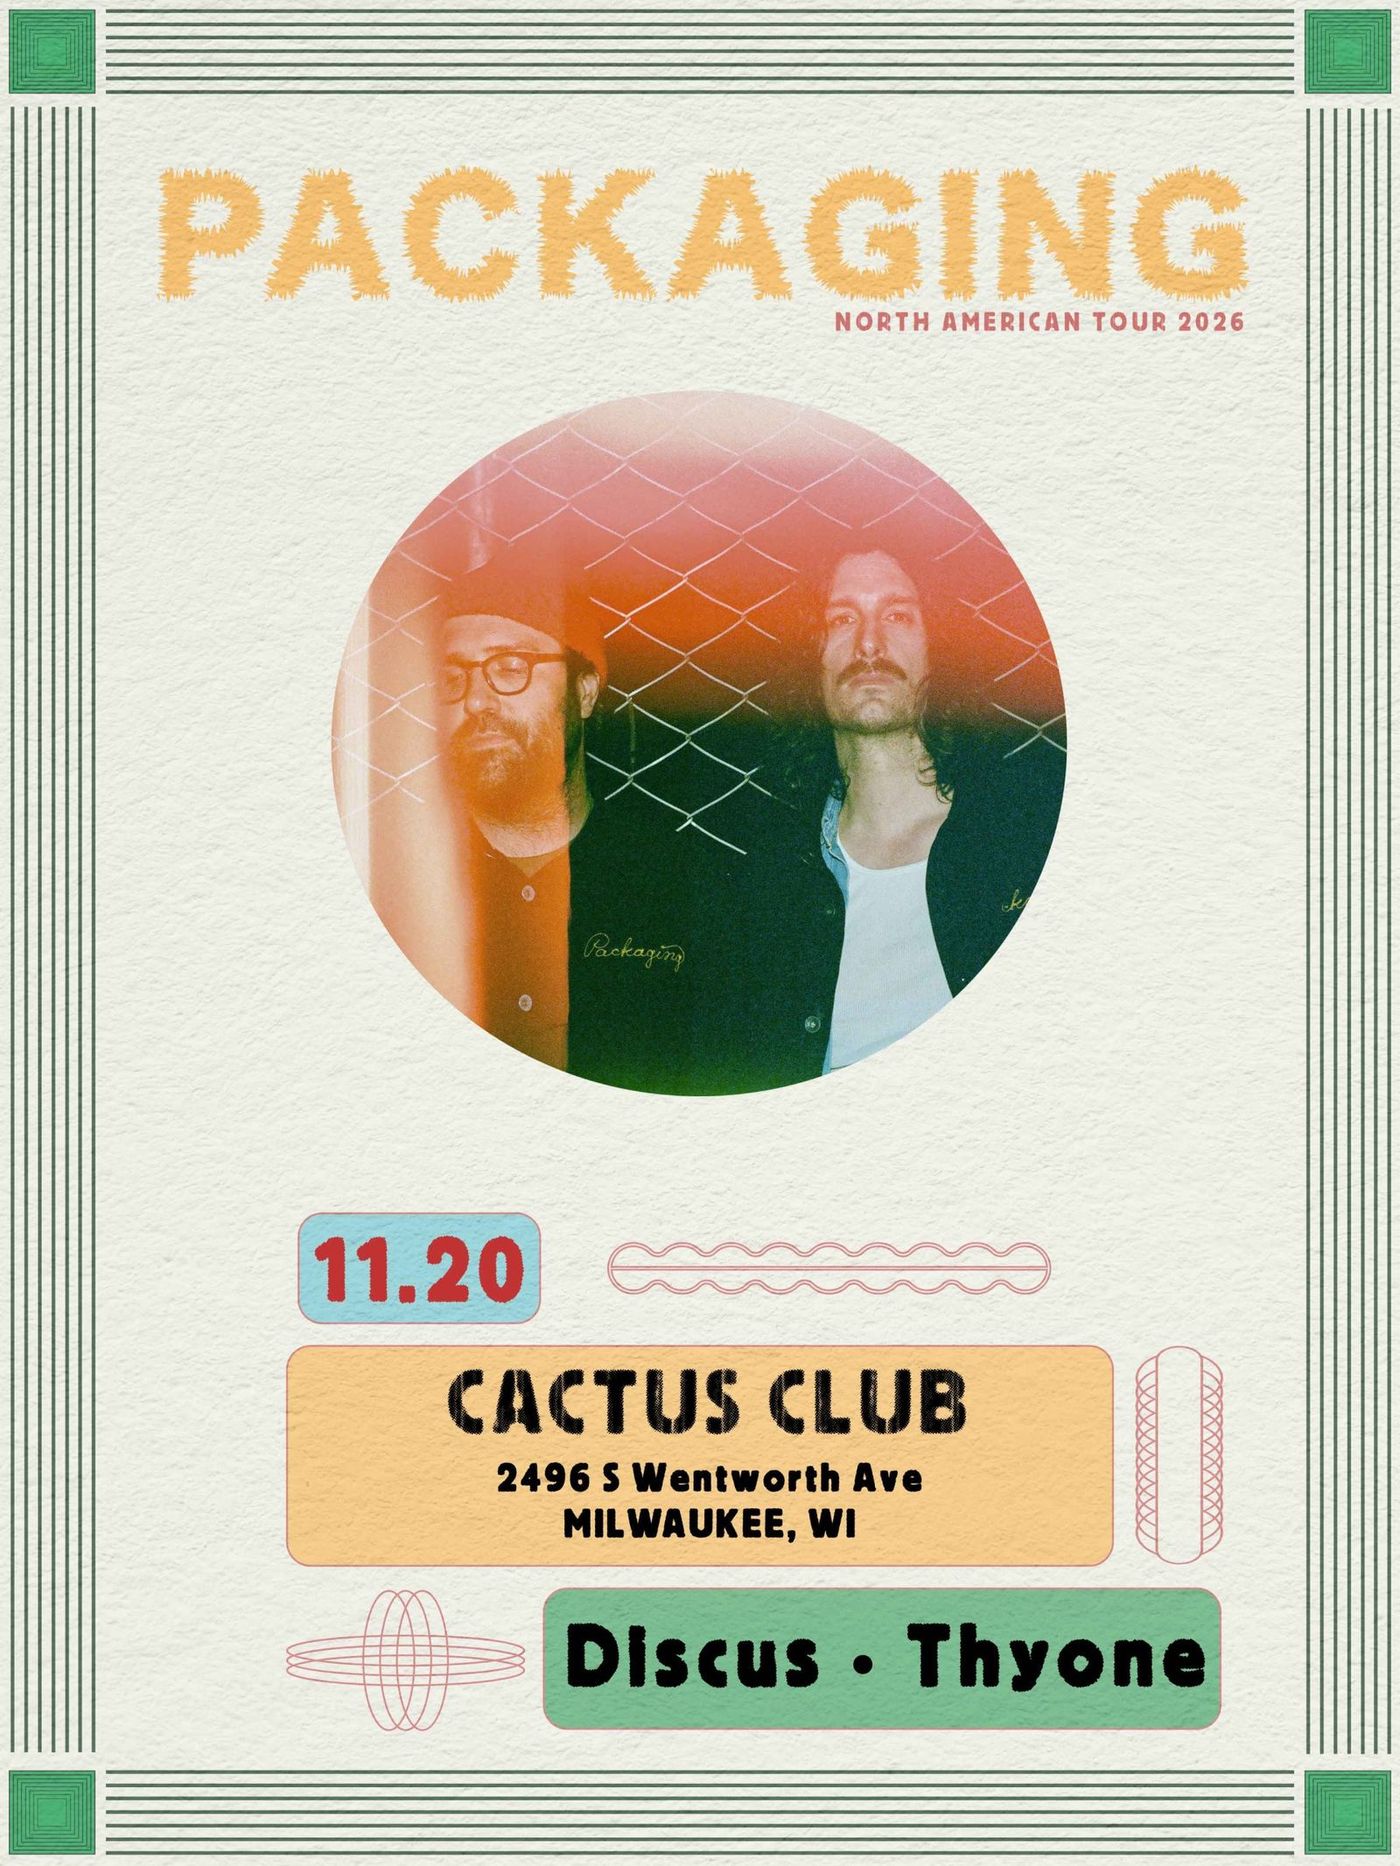 PACKAGING
NORTH AMERICAN TOUR 2026
Packaging
11.20
CACTUS CLUB
2496 S Wentworth Ave
MILWAUKEE, WI
Discus • Thyone